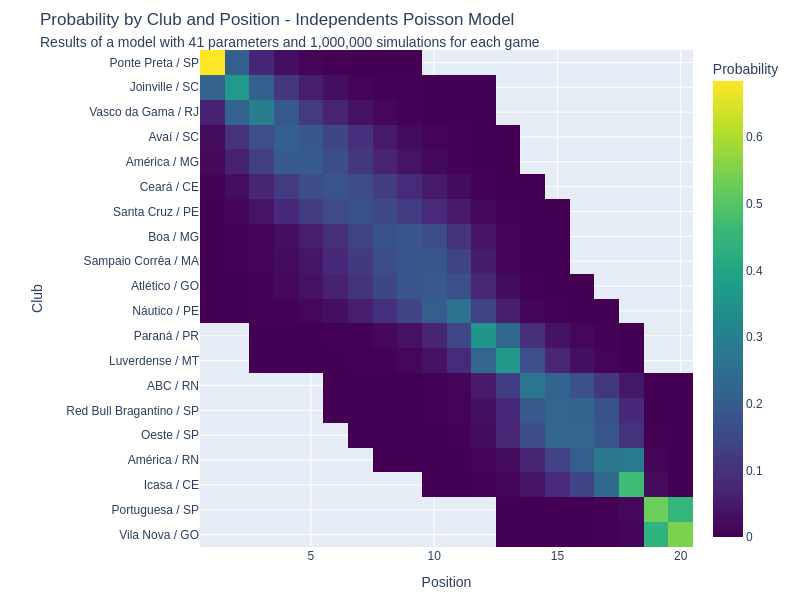 Probability by Club and Position - Independents Poisson Model
Results of a model with 41 parameters and 1,000,000 simulations for each game
Probability
Ponte Preta / SP
Joinville / SC
Vasco da Gama / RJ
Avaí / SC
América / MG
Ceará / CE
Santa Cruz / PE
Boa / MG
Sampaio Corrêa / MA
Atlético / GO
Náutico / PE
Paraná / PR
Luverdense / MT
ABC / RN
Red Bull Bragantino / SP
Oeste / SP
América / RN
Icasa / CE
Portuguesa / SP
Vila Nova / GO
Club
5
10
15
20
Position
0.6
0.5
0.4
0.3
0.2
0.1
0